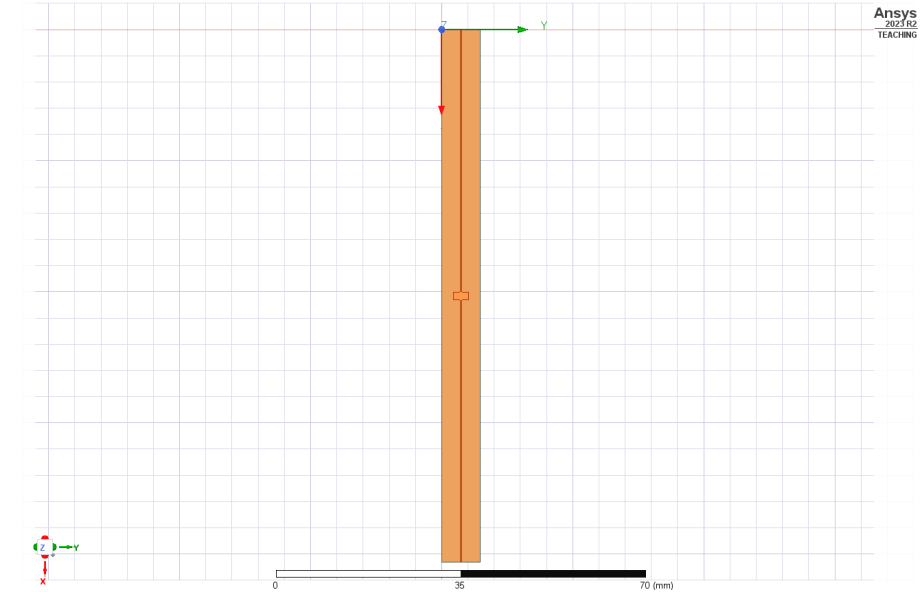 Ansys
2023 R2
TEACHING
Z
Y
Z
Y
X
0 35 70 (mm)